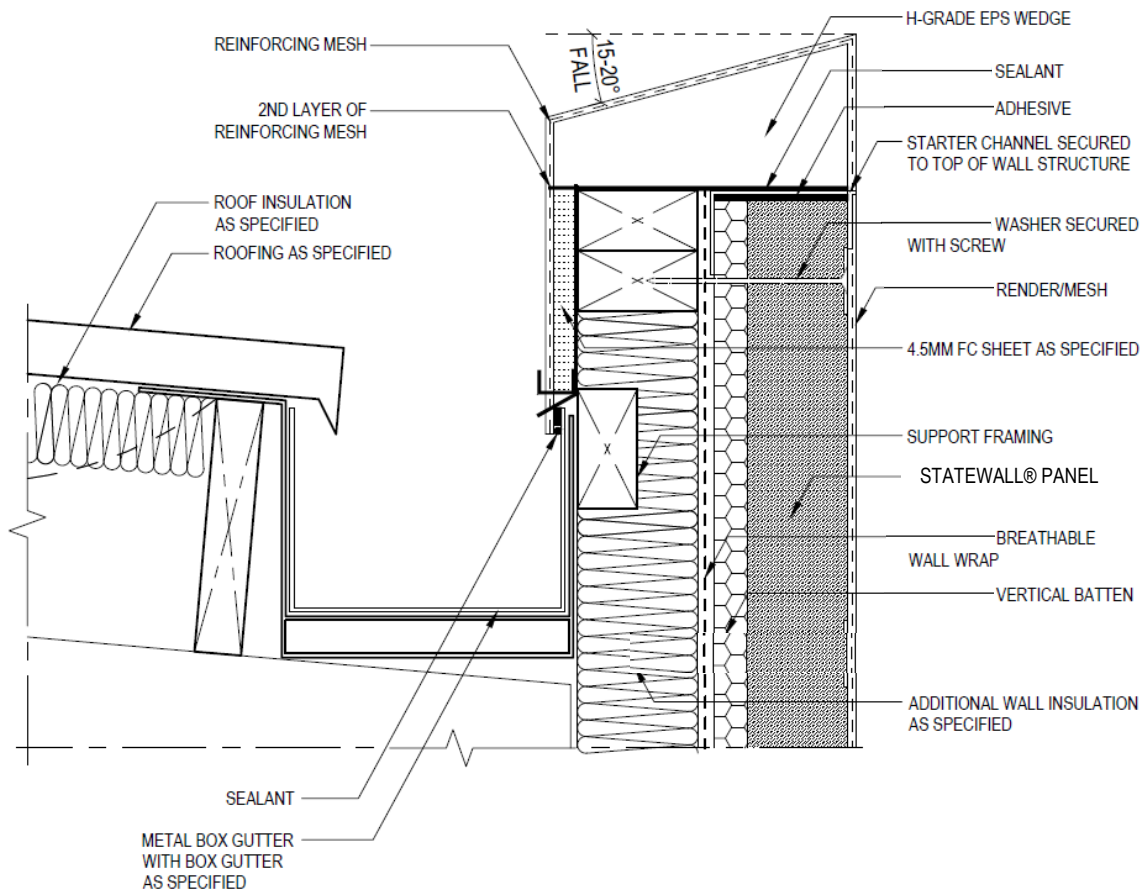 H-GRADE EPS WEDGE
REINFORCING MESH
15-20°
FALL
SEALANT
2ND LAYER OF
REINFORCING MESH
ADHESIVE
STARTER CHANNEL SECURED
TO TOP OF WALL STRUCTURE
ROOF INSULATION
AS SPECIFIED
ROOFING AS SPECIFIED
WASHER SECURED
WITH SCREW
RENDER/MESH
4.5MM FC SHEET AS SPECIFIED
SUPPORT FRAMING
STATEWALL® PANEL
BREATHABLE
WALL WRAP
VERTICAL BATTEN
ADDITIONAL WALL INSULATION
AS SPECIFIED
SEALANT
METAL BOX GUTTER
WITH BOX GUTTER
AS SPECIFIED